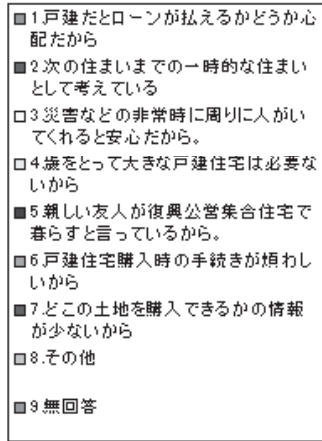 1.戸建だとローンが払えるかどうか心
配だから
2.次の住まいまでの一時的な住まい
として考えている
3.災害などの非常時に周りに人がい
てくれると安心だから。
4.歳をとって大きな戸建住宅は必要な
いから
5.親しい友人が復興公営集合住宅で
暮らすと言っているから。
6.戸建住宅購入時の手続きが煩わし
いから
7.どこの土地を購入できるかの情報
が少ないから
8.その他
9.無回答